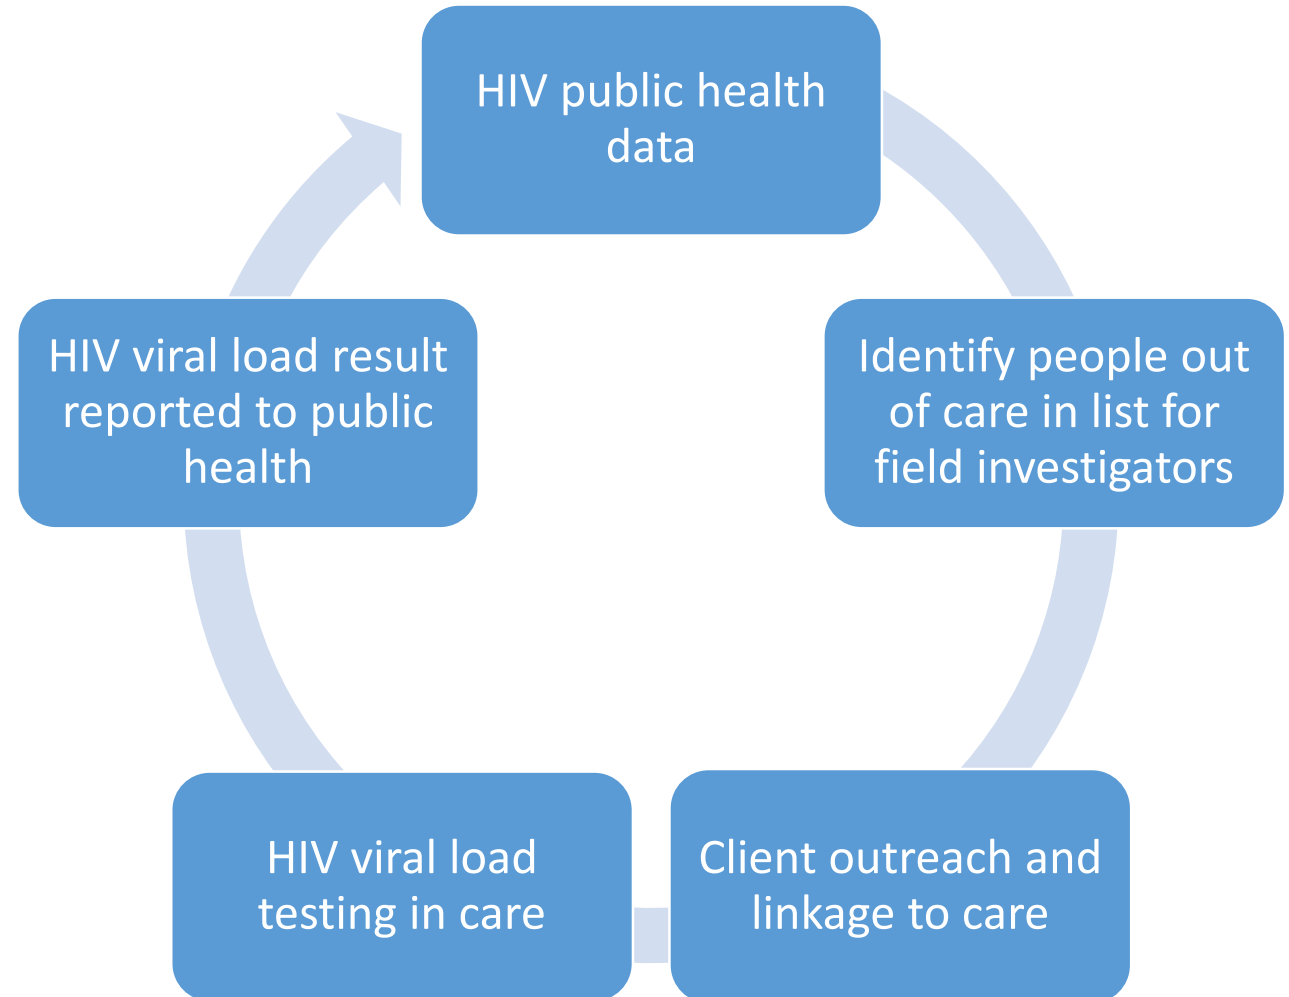 HIV public health
data
Identify people out
of care in list for
field investigators
Client outreach and
linkage to care
HIV viral load
testing in care
HIV viral load result
reported to public
health